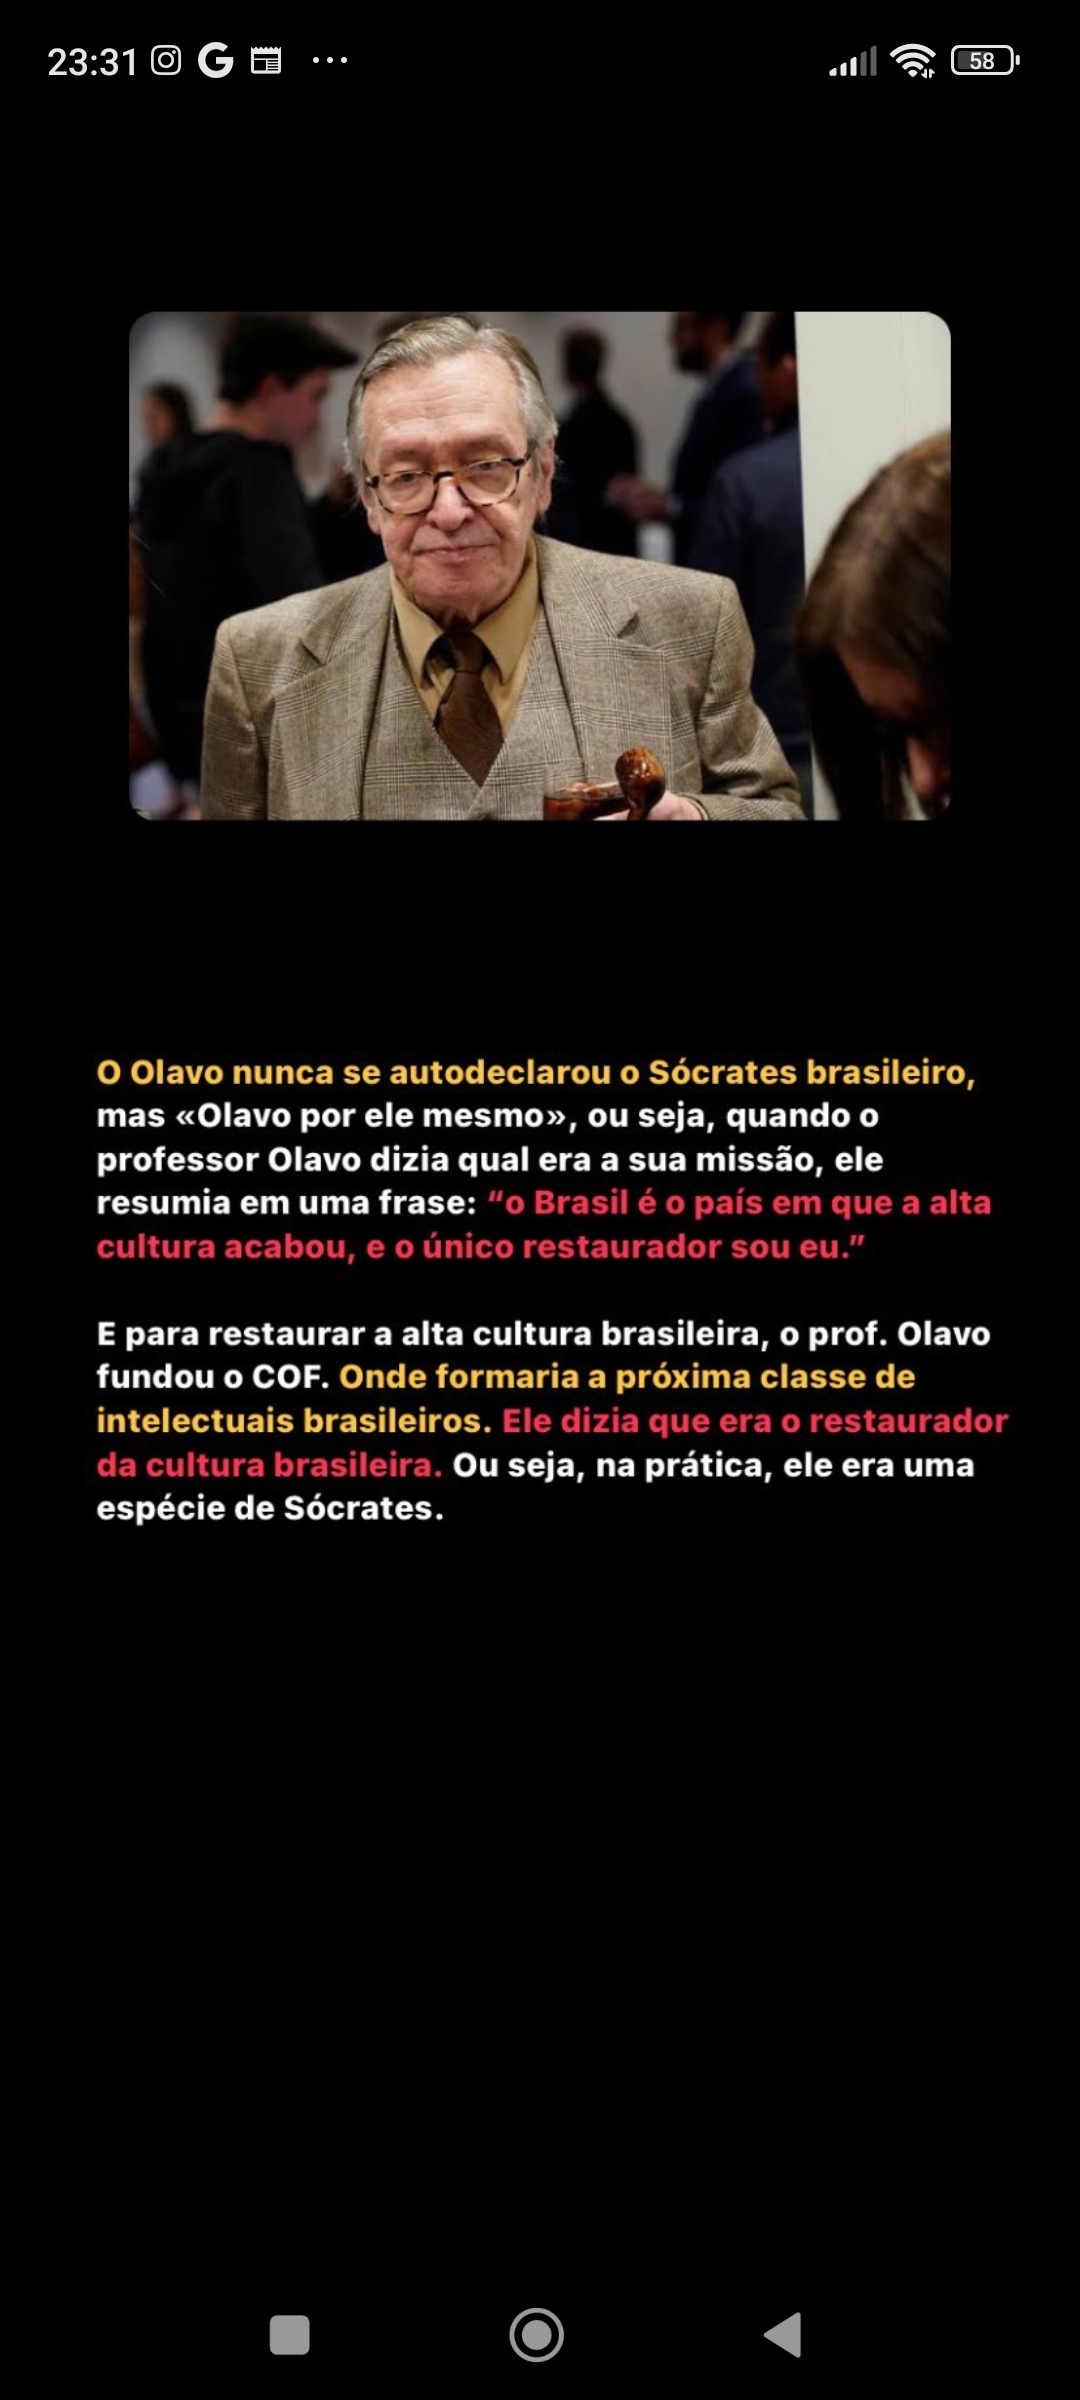 23:31
58
O Olavo nunca se autodeclarou o Sócrates brasileiro,
mas «Olavo por ele mesmo», ou seja, quando o
professor Olavo dizia qual era a sua missão, ele
resumia em uma frase: “o Brasil é o país em que a alta
cultura acabou, e o único restaurador sou eu.”
E para restaurar a alta cultura brasileira, o prof. Olavo
fundou o COF. Onde formaria a próxima classe de
intelectuais brasileiros. Ele dizia que era o restaurador
da cultura brasileira. Ou seja, na prática, ele era uma
espécie de Sócrates.